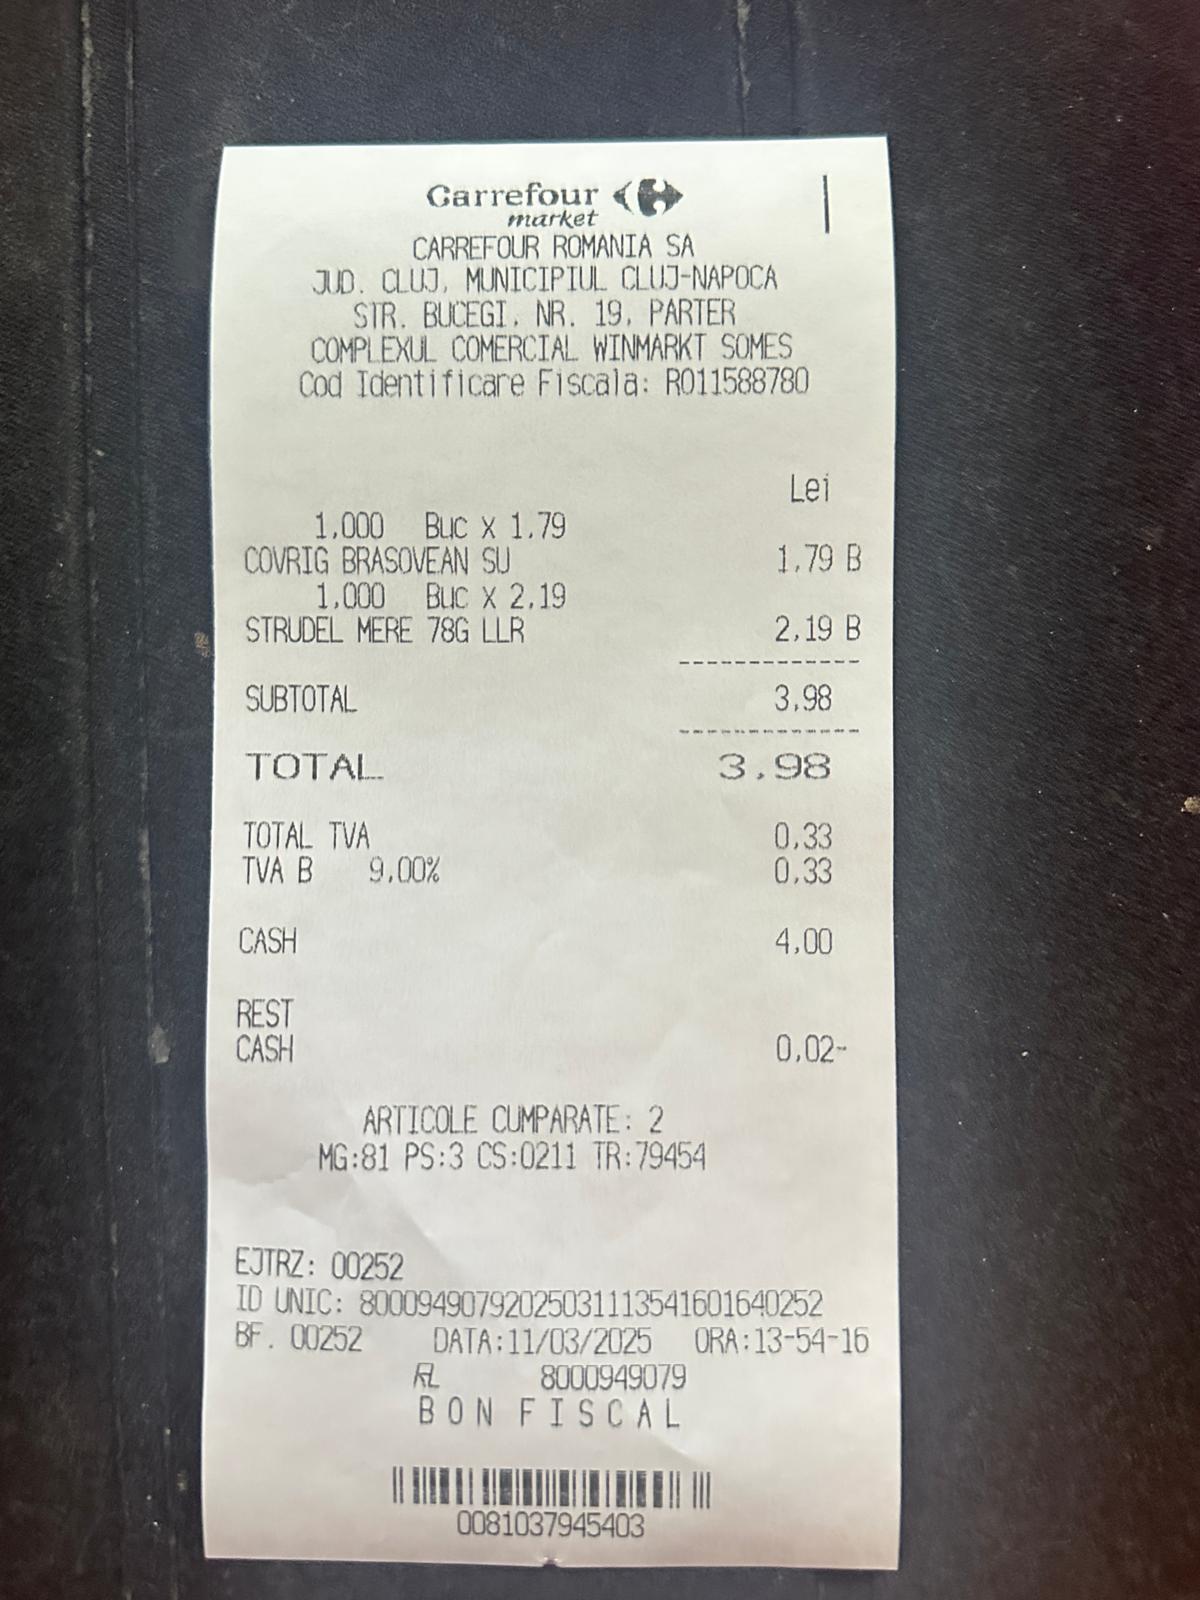 Carrefour
market
CARREFOUR ROMANIA SA
JUD. CLUJ, MUNICIPIUL CLUJ-NAPOCA
STR. BUCEGI, NR. 19, PARTER
COMPLEXUL COMERCIAL WINMARKT SOMES
Cod Identificare Fiscala: RO11588780
Lei
1,000 Buc X 1,79
COVRIG BRASOVEAN SU 1,79 B
1,000 Buc X 2,19
STRUDEL MERE 78G LLR 2,19 B
-------------
SUBTOTAL 3,98
-------------
TOTAL 3,98
TOTAL TVA 0,33
TVA B 9,00% 0,33
CASH 4,00
REST
CASH 0,02-
ARTICOLE CUMPARATE: 2
MG:81 PS:3 CS:0211 TR:79454
EJTRZ: 00252
ID UNIC: 8000949079202503111354160164​0252
BF. 00252 DATA:11/03/2025 ORA:13-54-16
8000949079
BON FISCAL
0081037945403